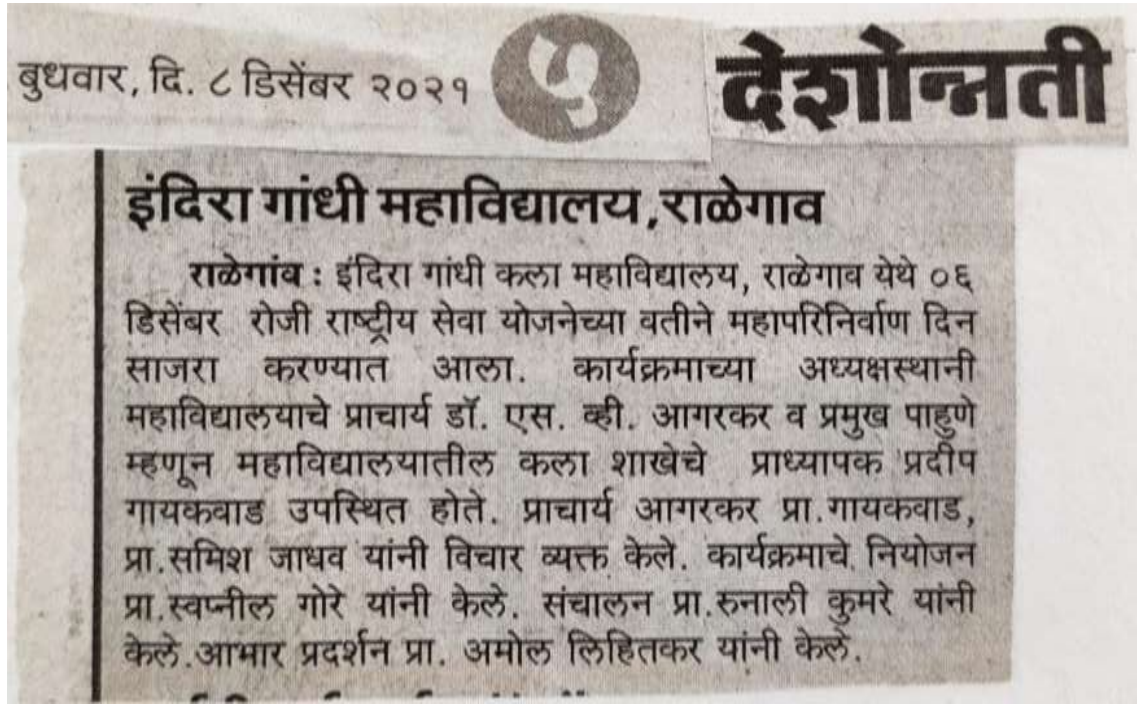 बुधवार, दि. ८ डिसेंबर २०२१
५
देशोन्नती
इंदिरा गांधी महाविद्यालय,राळेगाव
राळेगांव : इंदिरा गांधी कला महाविद्यालय, राळेगाव येथे ०६
डिसेंबर रोजी राष्ट्रीय सेवा योजनेच्या वतीने महापरिनिर्वाण दिन
साजरा करण्यात आला. कार्यक्रमाच्या अध्यक्षस्थानी
महाविद्यालयाचे प्राचार्य डॉ. एस. व्ही. आगरकर व प्रमुख पाहुणे
म्हणून महाविद्यालयातील कला शाखेचे प्राध्यापक प्रदीप
गायकवाड उपस्थित होते. प्राचार्य आगरकर प्रा.गायकवाड,
प्रा.समिश जाधव यांनी विचार व्यक्त केले. कार्यक्रमाचे नियोजन
प्रा.स्वप्नील गोरे यांनी केले. संचालन प्रा.रुनाली कुमरे यांनी
केले.आभार प्रदर्शन प्रा. अमोल लिहितकर यांनी केले.